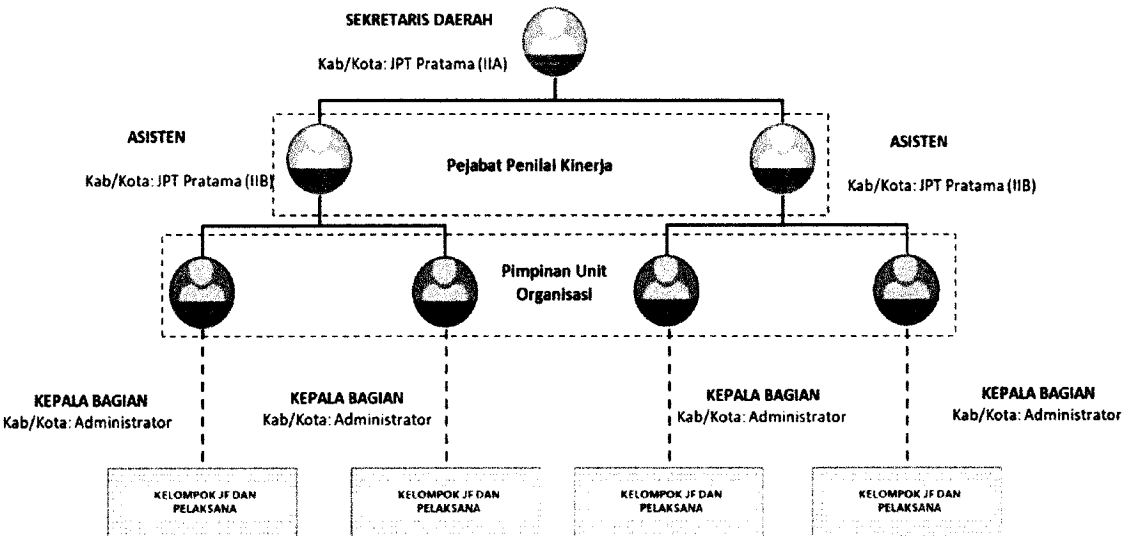 SEKRETARIS DAERAH
Kab/Kota: JPT Pratama (IIA)
ASISTEN
Kab/Kota: JPT Pratama (IIB)
Pejabat Penilai Kinerja
ASISTEN
Kab/Kota: JPT Pratama (IIB)
Pimpinan Unit
Organisasi
KEPALA BAGIAN
Kab/Kota: Administrator
KEPALA BAGIAN
Kab/Kota: Administrator
KEPALA BAGIAN
Kab/Kota: Administrator
KEPALA BAGIAN
Kab/Kota: Administrator
KELOMPOK JF DAN
PELAKSANA
KELOMPOK JF DAN
PELAKSANA
KELOMPOK JF DAN
PELAKSANA
KELOMPOK JF DAN
PELAKSANA